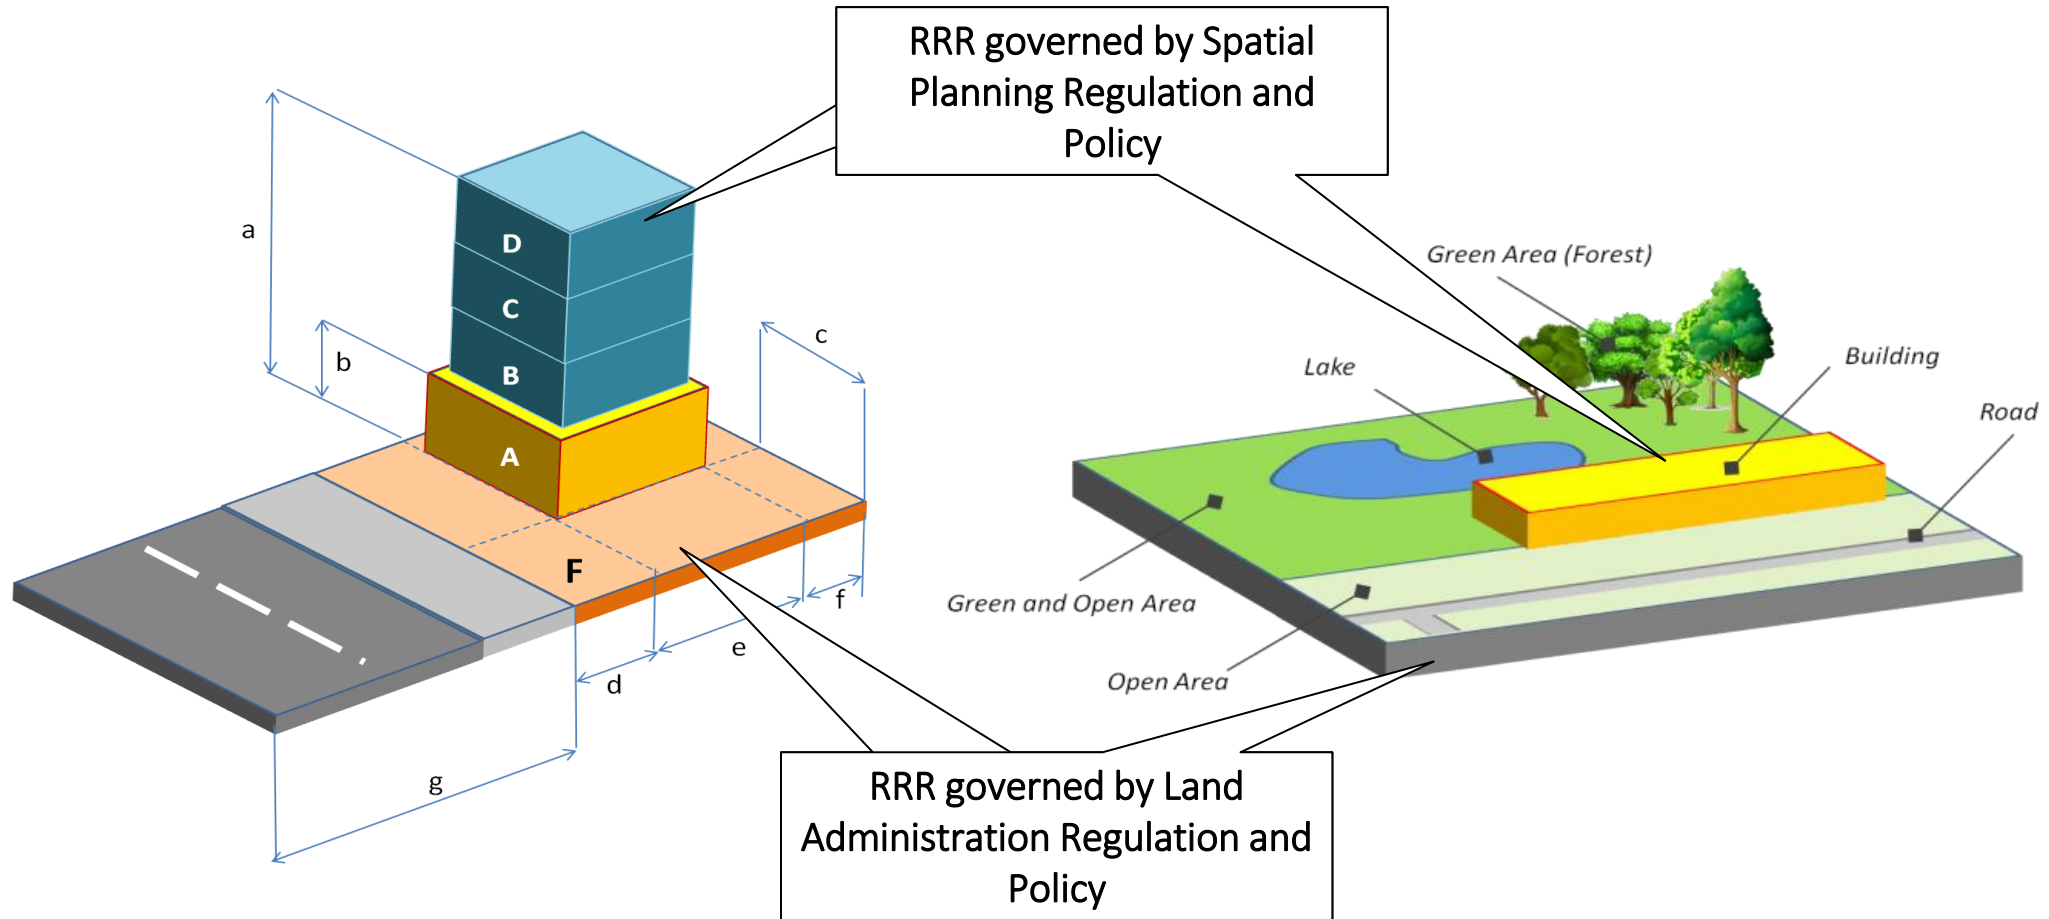 RRR governed by Spatial
Planning Regulation and
Policy
a
D
C
B
A
b
c
F
f
e
d
g
Green Area (Forest)
Lake
Building
Road
Green and Open Area
Open Area
RRR governed by Land
Administration Regulation and
Policy